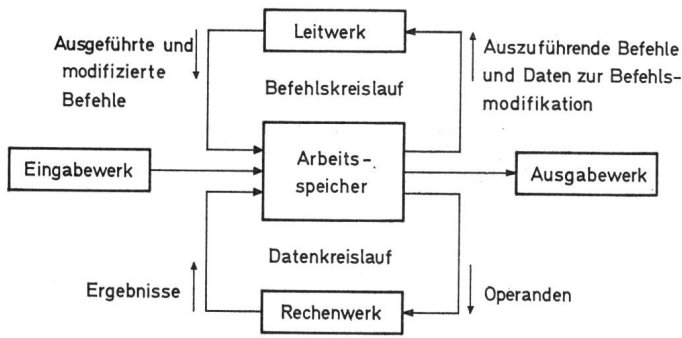 Leitwerk
Ausgeführte und
modifizierte
Befehle
Auszuführende Befehle
und Daten zur Befehls-
modifikation
Befehlskreislauf
Eingabewerk
Arbeits-
speicher
Ausgabewerk
Datenkreislauf
Ergebnisse
Operanden
Rechenwerk